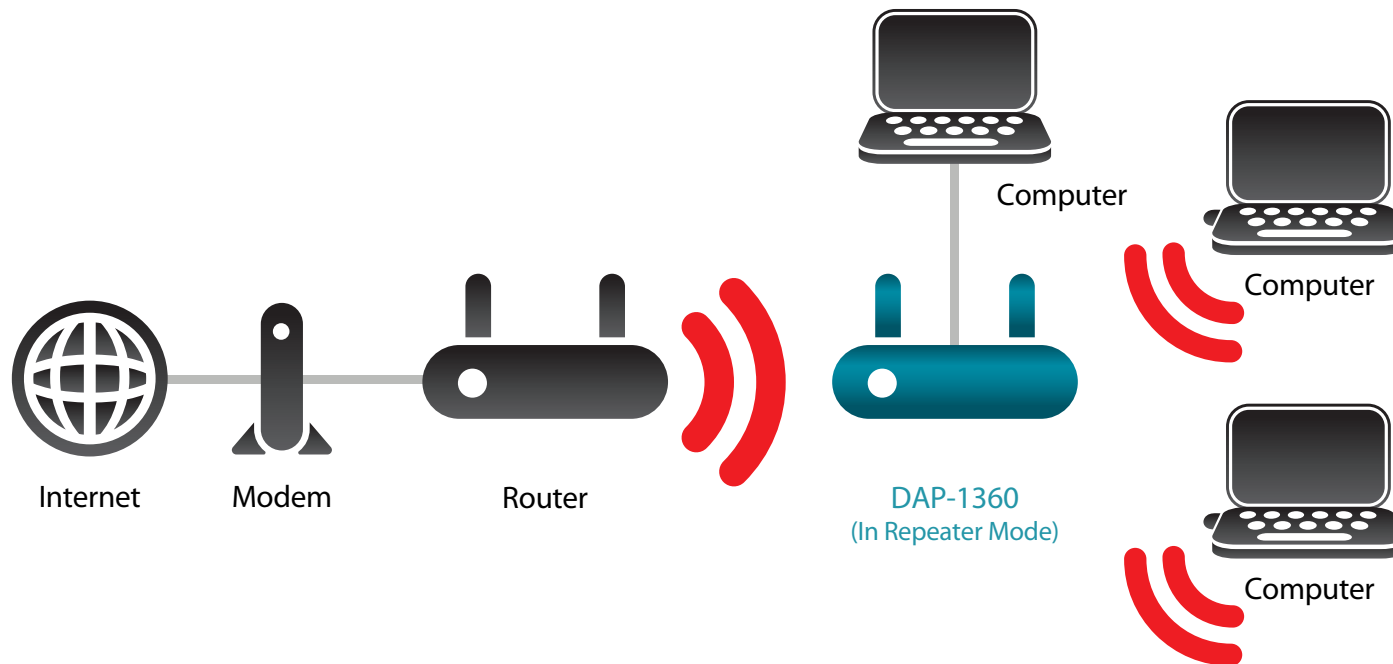 Computer
Computer
Internet
Modem
Router
DAP-1360
(In Repeater Mode)
Computer